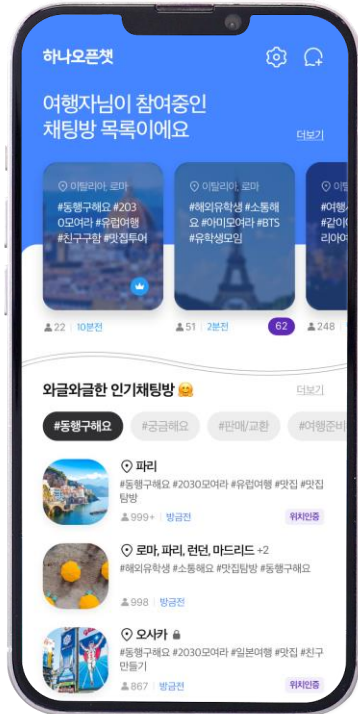 하나오픈챗
여행자님이 참여중인
채팅방 목록이에요
더보기
이탈리아, 로마
#동행구해요 #203
0모여라 #유럽여행
#친구구함 #맛집투어
22 | 10분전
이탈리아, 로마
#해외유학생 #소통해
요 #아미모여라 #BTS
#유학생모임
51 | 2분전
62
#같이
리아여
248
와글와글한 인기채팅방 🤗
더보기
#동행구해요
#궁금해요
#판매/교환
#여행준비
파리
#동행구해요 #2030모여라 #유럽여행 #맛집 #맛집
탐방
999+ | 방금전
위치인증
로마, 파리, 런던, 마드리드 +2
#해외유학생 #소통해요 #맛집탐방 #동행구해요
998 | 방금전
오사카
#동행구해요 #2030모여라 #일본여행 #맛집 #친구
만들기
867 | 방금전
위치인증